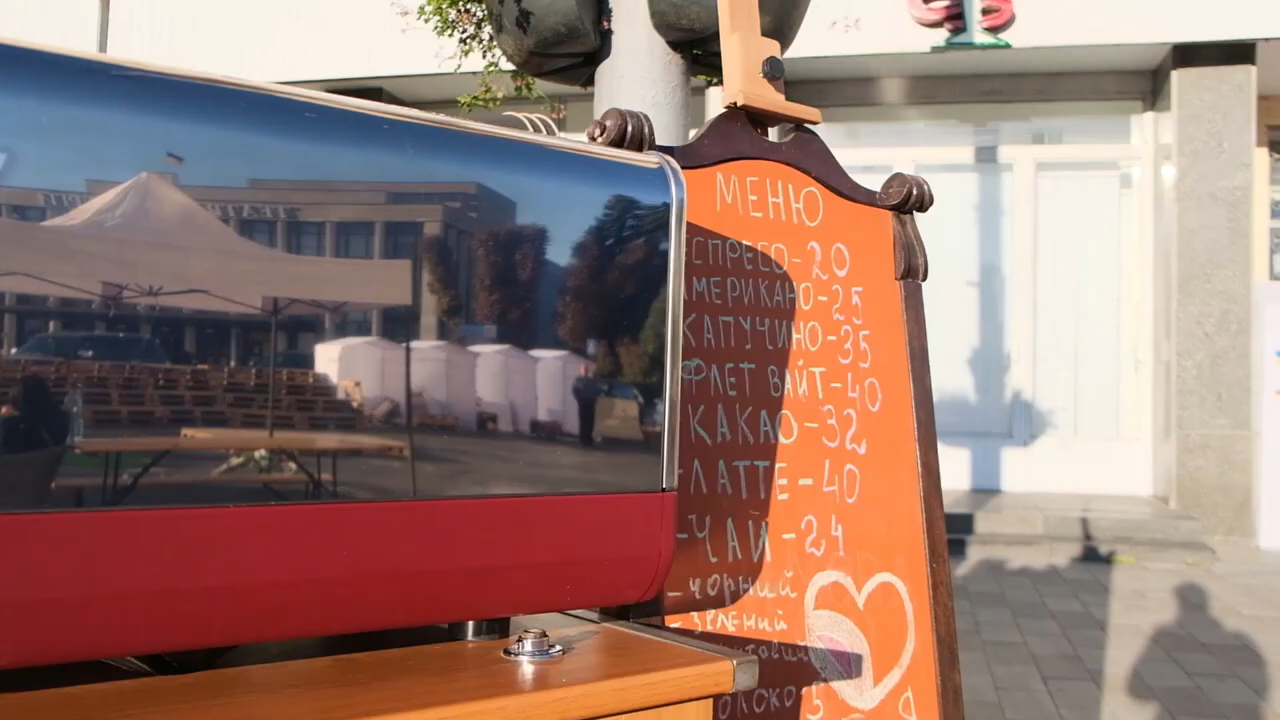 МЕНЮ
ЕСПРЕСО-20
АМЕРИКАНО-25
КАПУЧИНО-35
ФЛЕТ ВАЙТ-40
КАКАО-32
-ЛАТТЕ-40
-ЧАЙ-24
-чорний
-зелений